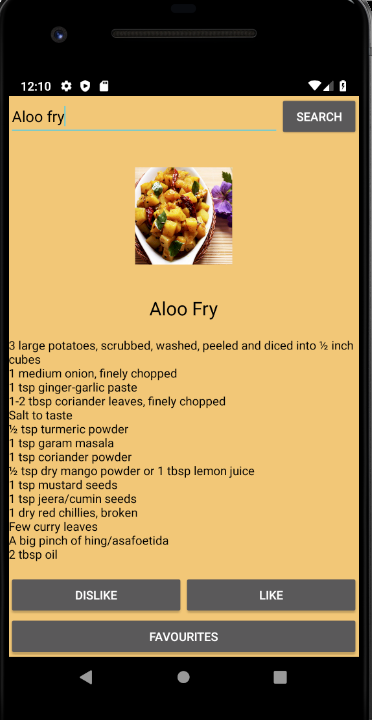 12:10
Aloo fry
SEARCH
Aloo Fry
3 large potatoes, scrubbed, washed, peeled and diced into ½ inch
cubes
1 medium onion, finely chopped
1 tsp ginger-garlic paste
1-2 tbsp coriander leaves, finely chopped
Salt to taste
½ tsp turmeric powder
1 tsp garam masala
1 tsp coriander powder
½ tsp dry mango powder or 1 tbsp lemon juice
1 tsp mustard seeds
1 tsp jeera/cumin seeds
1 dry red chillies, broken
Few curry leaves
A big pinch of hing/asafoetida
2 tbsp oil
DISLIKE
LIKE
FAVOURITES